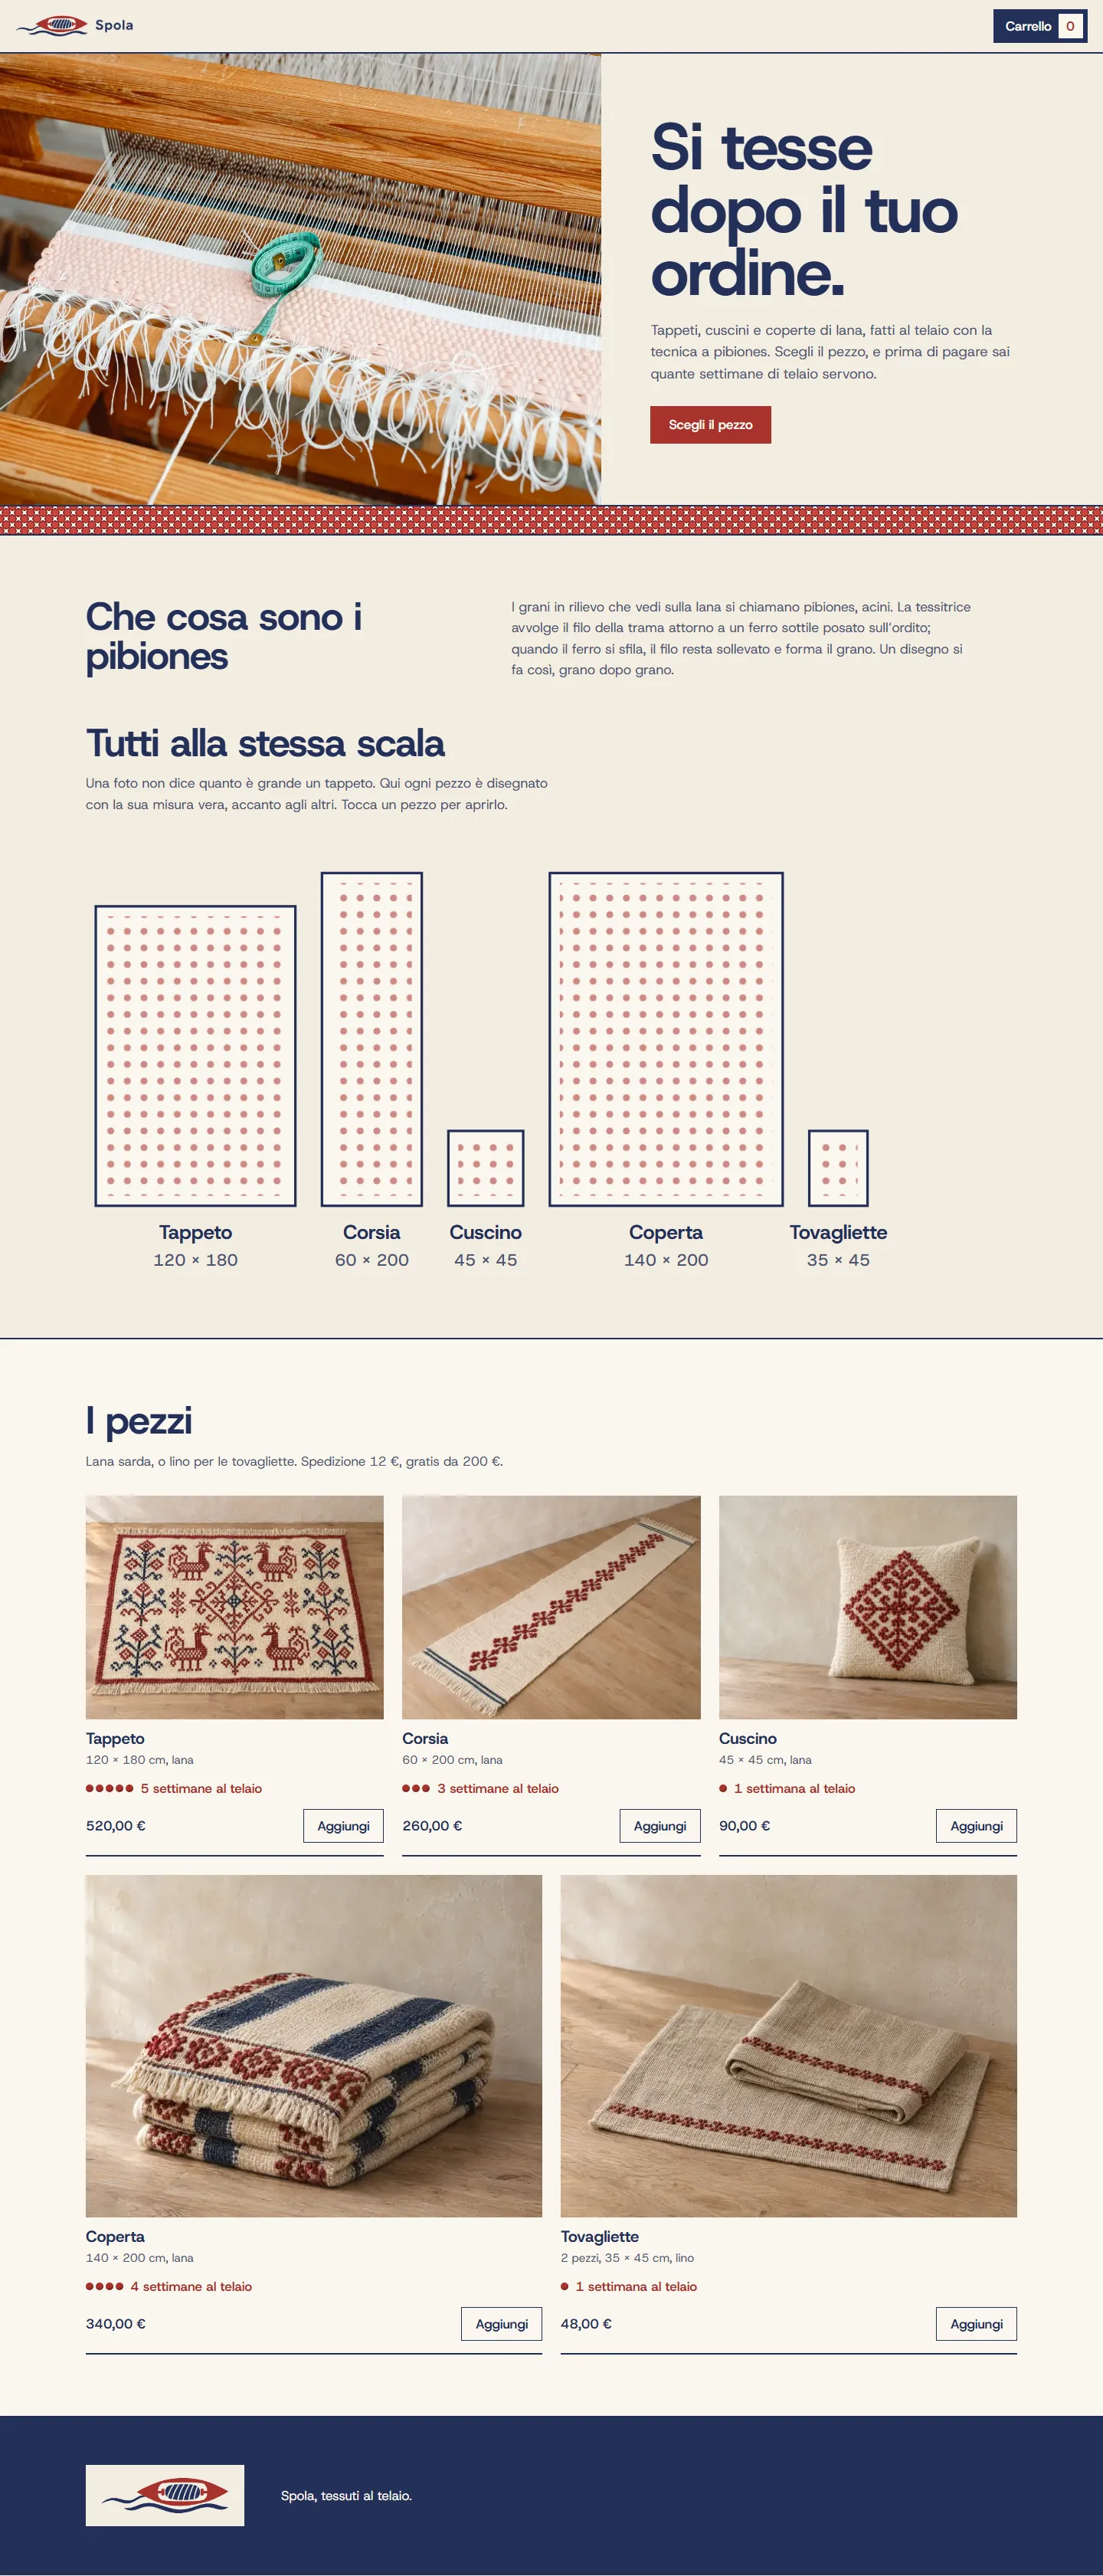 Spola
Carrello 0
Si tesse
dopo il tuo
ordine.
Tappeti, cuscini e coperte di lana, fatti al telaio con la
tecnica a pibiones. Scegli il pezzo, e prima di pagare sai
quante settimane di telaio servono.
Scegli il pezzo
Che cosa sono i
pibiones
I grani in rilievo che vedi sulla lana si chiamano pibiones, acini. La tessitrice
avvolge il filo della trama attorno a un ferro sottile posato sull’ordito;
quando il ferro si sfila, il filo resta sollevato e forma il grano. Un disegno si
fa così, grano dopo grano.
Tutti alla stessa scala
Una foto non dice quanto è grande un tappeto. Qui ogni pezzo è disegnato
con la sua misura vera, accanto agli altri. Tocca un pezzo per aprirlo.
Tappeto
120 × 180
Corsia
60 × 200
Cuscino
45 × 45
Coperta
140 × 200
Tovagliette
35 × 45
I pezzi
Lana sarda, o lino per le tovagliette. Spedizione 12 €, gratis da 200 €.
Tappeto
120 × 180 cm, lana
5 settimane al telaio
520,00 €
Aggiungi
Corsia
60 × 200 cm, lana
3 settimane al telaio
260,00 €
Aggiungi
Cuscino
45 × 45 cm, lana
1 settimana al telaio
90,00 €
Aggiungi
Coperta
140 × 200 cm, lana
4 settimane al telaio
340,00 €
Aggiungi
Tovagliette
2 pezzi, 35 × 45 cm, lino
1 settimana al telaio
48,00 €
Aggiungi
Spola, tessuti al telaio.